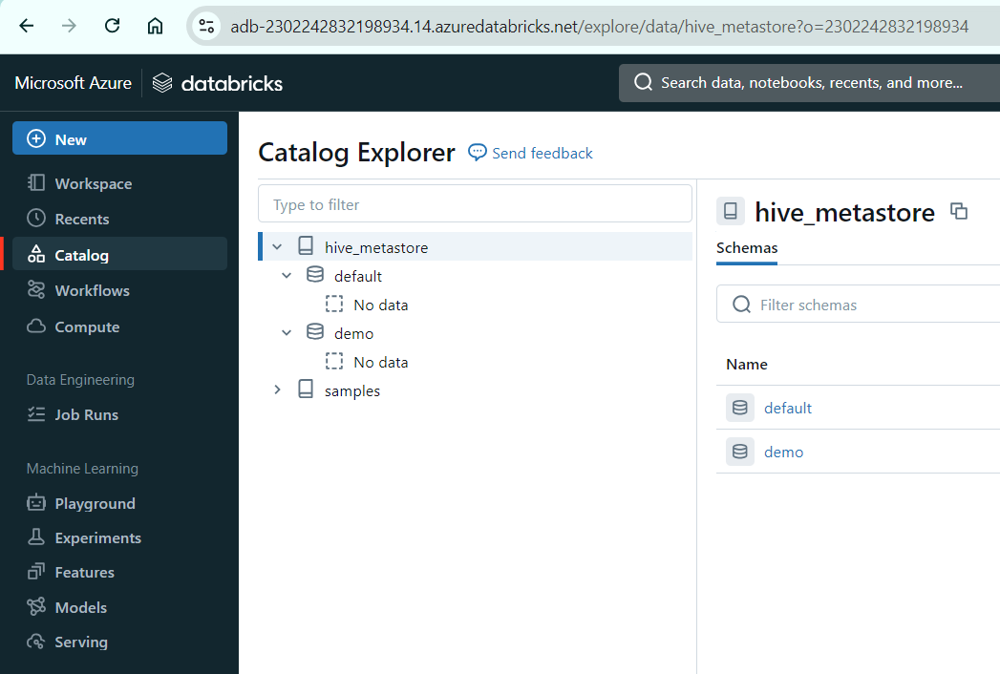 adb-2302242832198934.14.azuredatabricks.net/explore/data/hive_metastore?o=2302242832198934
Microsoft Azure
databricks
Search data, notebooks, recents, and more...
New
Workspace
Recents
Catalog
Workflows
Compute
Data Engineering
Job Runs
Machine Learning
Playground
Experiments
Features
Models
Serving
Catalog Explorer
Send feedback
Type to filter
hive_metastore
default
No data
demo
No data
samples
hive_metastore
Schemas
Filter schemas
Name
default
demo